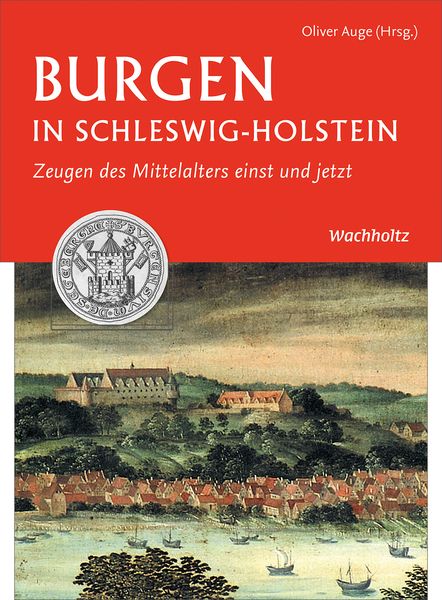 Oliver Auge (Hrsg.)
BURGEN
IN SCHLESWIG-HOLSTEIN
Zeugen des Mittelalters einst und jetzt
Wachholtz